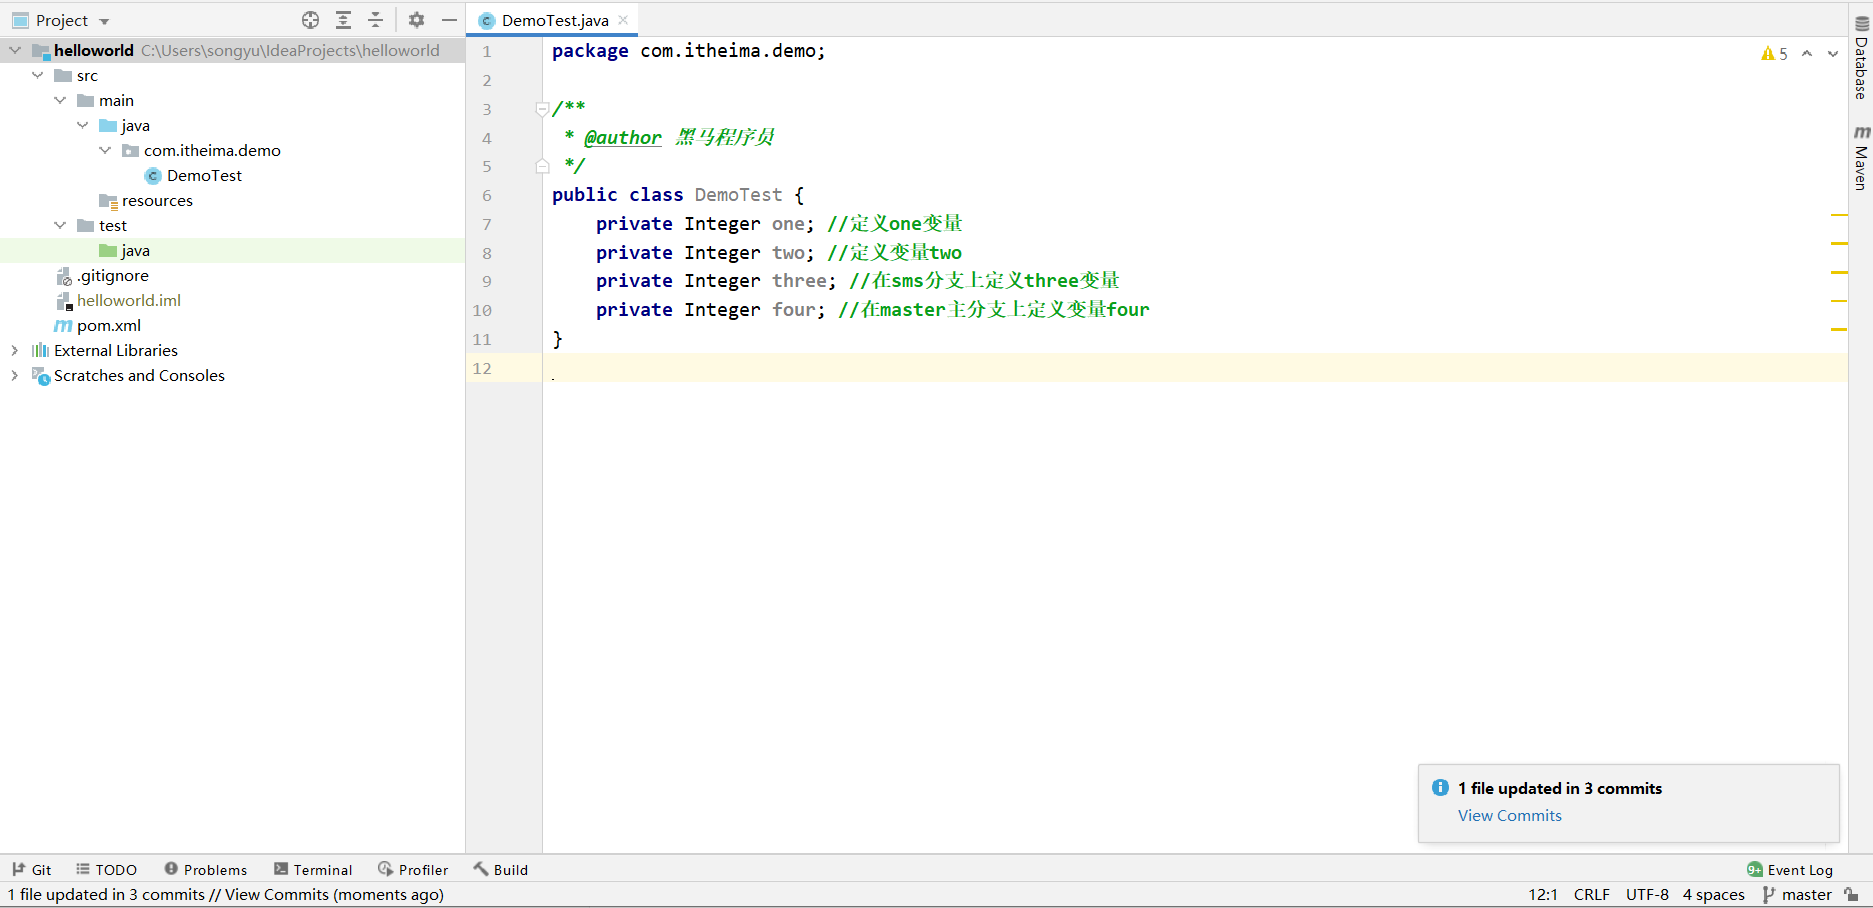 Project
helloworld C:\Users\songyu\IdeaProjects\helloworld
src
main
java
com.itheima.demo
DemoTest
resources
test
java
.gitignore
helloworld.iml
pom.xml
External Libraries
Scratches and Consoles
DemoTest.java
1 package com.itheima.demo;
2
3 /**
4 * @author 黑马程序员
5 */
6 public class DemoTest {
7 private Integer one; //定义one变量
8 private Integer two; //定义变量two
9 private Integer three; //在sms分支上定义three变量
10 private Integer four; //在master主分支上定义变量four
11 }
12
5
Database
Maven
1 file updated in 3 commits
View Commits
Git TODO Problems Terminal Profiler Build 9+ Event Log
1 file updated in 3 commits // View Commits (moments ago) 12:1 CRLF UTF-8 4 spaces master